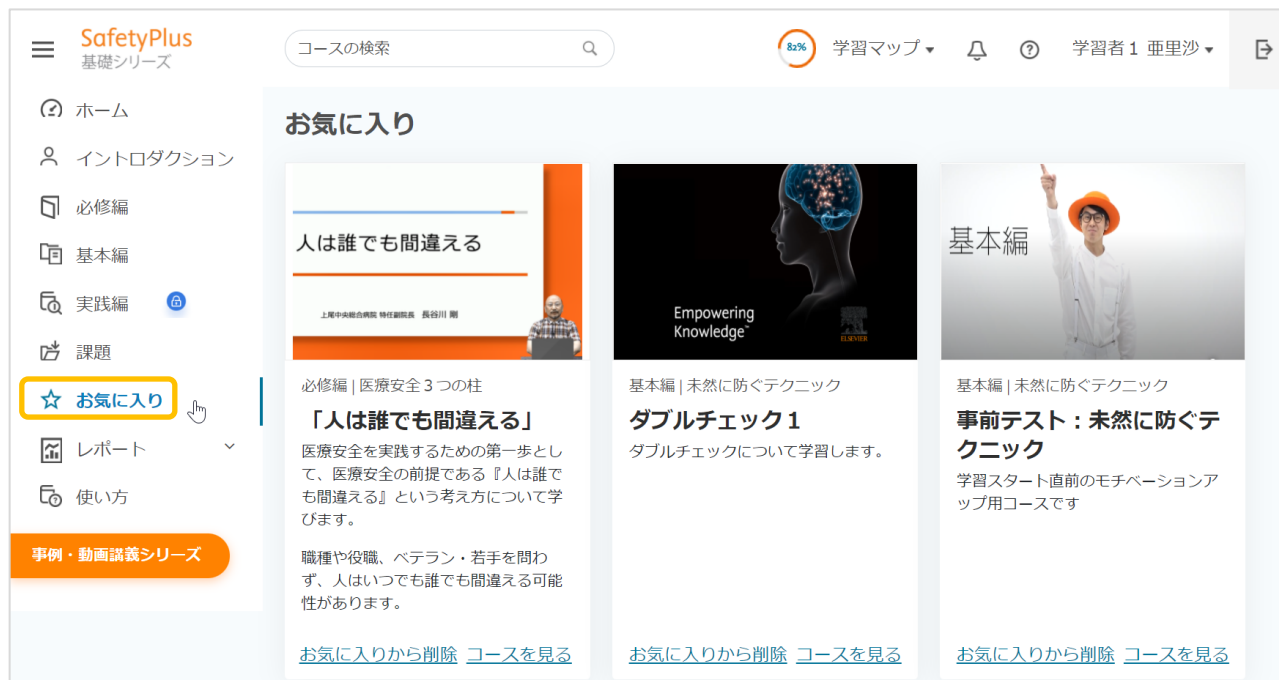 SafetyPlus
基礎シリーズ
コースの検索
82%
学習マップ
学習者1 亜里沙
ホーム
イントロダクション
必修編
基本編
実践編
課題
お気に入り
レポート
使い方
事例・動画講義シリーズ
お気に入り
人は誰でも間違える
上尾中央総合病院 特任副院長 長谷川 剛
必修編 | 医療安全3つの柱
「人は誰でも間違える」
医療安全を実践するための第一歩とし
て、医療安全の前提である『人は誰で
も間違える』という考え方について学
びます。
職種や役職、ベテラン・若手を問わ
ず、人はいつでも誰でも間違える可能
性があります。
お気に入りから削除 コースを見る
Empowering
Knowledge™
ELSEVIER
基本編 | 未然に防ぐテクニック
ダブルチェック1
ダブルチェックについて学習します。
お気に入りから削除 コースを見る
基本編
基本編 | 未然に防ぐテクニック
事前テスト：未然に防ぐテ
クニック
学習スタート直前のモチベーションア
ップ用コースです
お気に入りから削除 コースを見る